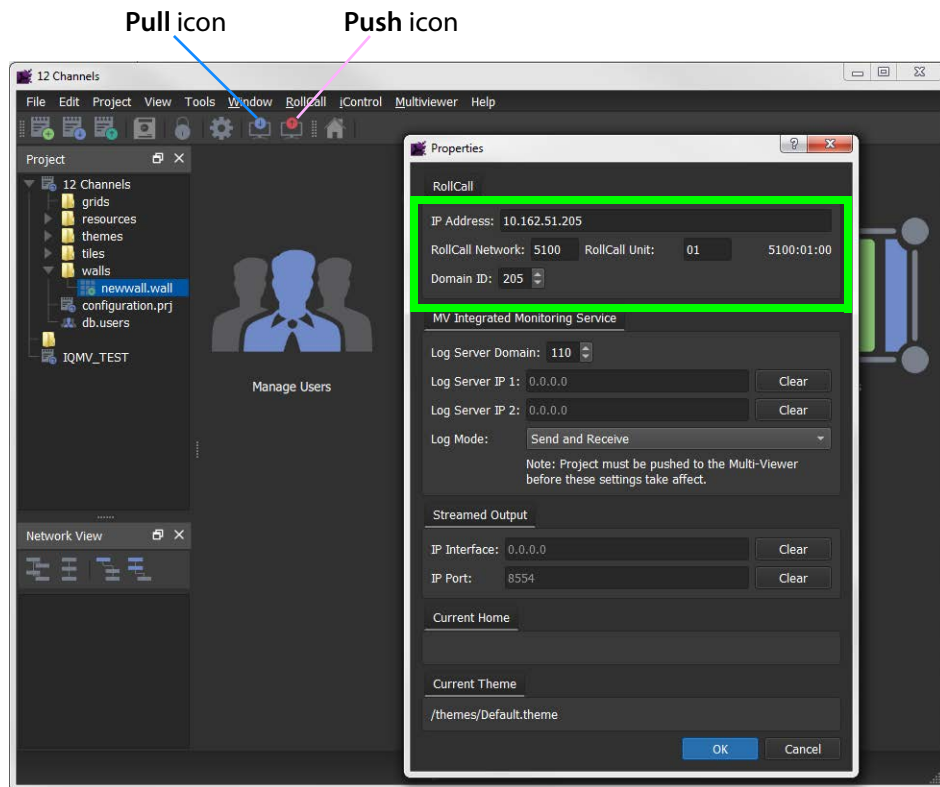 Pull icon
Push icon
12 Channels
File Edit Project View Tools Window RollCall iControl Multiviewer Help
Project
12 Channels
grids
resources
themes
tiles
walls
newwall.wall
configuration.prj
db.users
IQMV_TEST
Manage Users
Network View
Properties
RollCall
IP Address: 10.162.51.205
RollCall Network: 5100 RollCall Unit: 01 5100:01:00
Domain ID: 205
MV Integrated Monitoring Service
Log Server Domain: 110
Log Server IP 1: 0.0.0.0 Clear
Log Server IP 2: 0.0.0.0 Clear
Log Mode: Send and Receive
Note: Project must be pushed to the Multi-Viewer
before these settings take affect.
Streamed Output
IP Interface: 0.0.0.0 Clear
IP Port: 8554 Clear
Current Home
Current Theme
/themes/Default.theme
OK Cancel